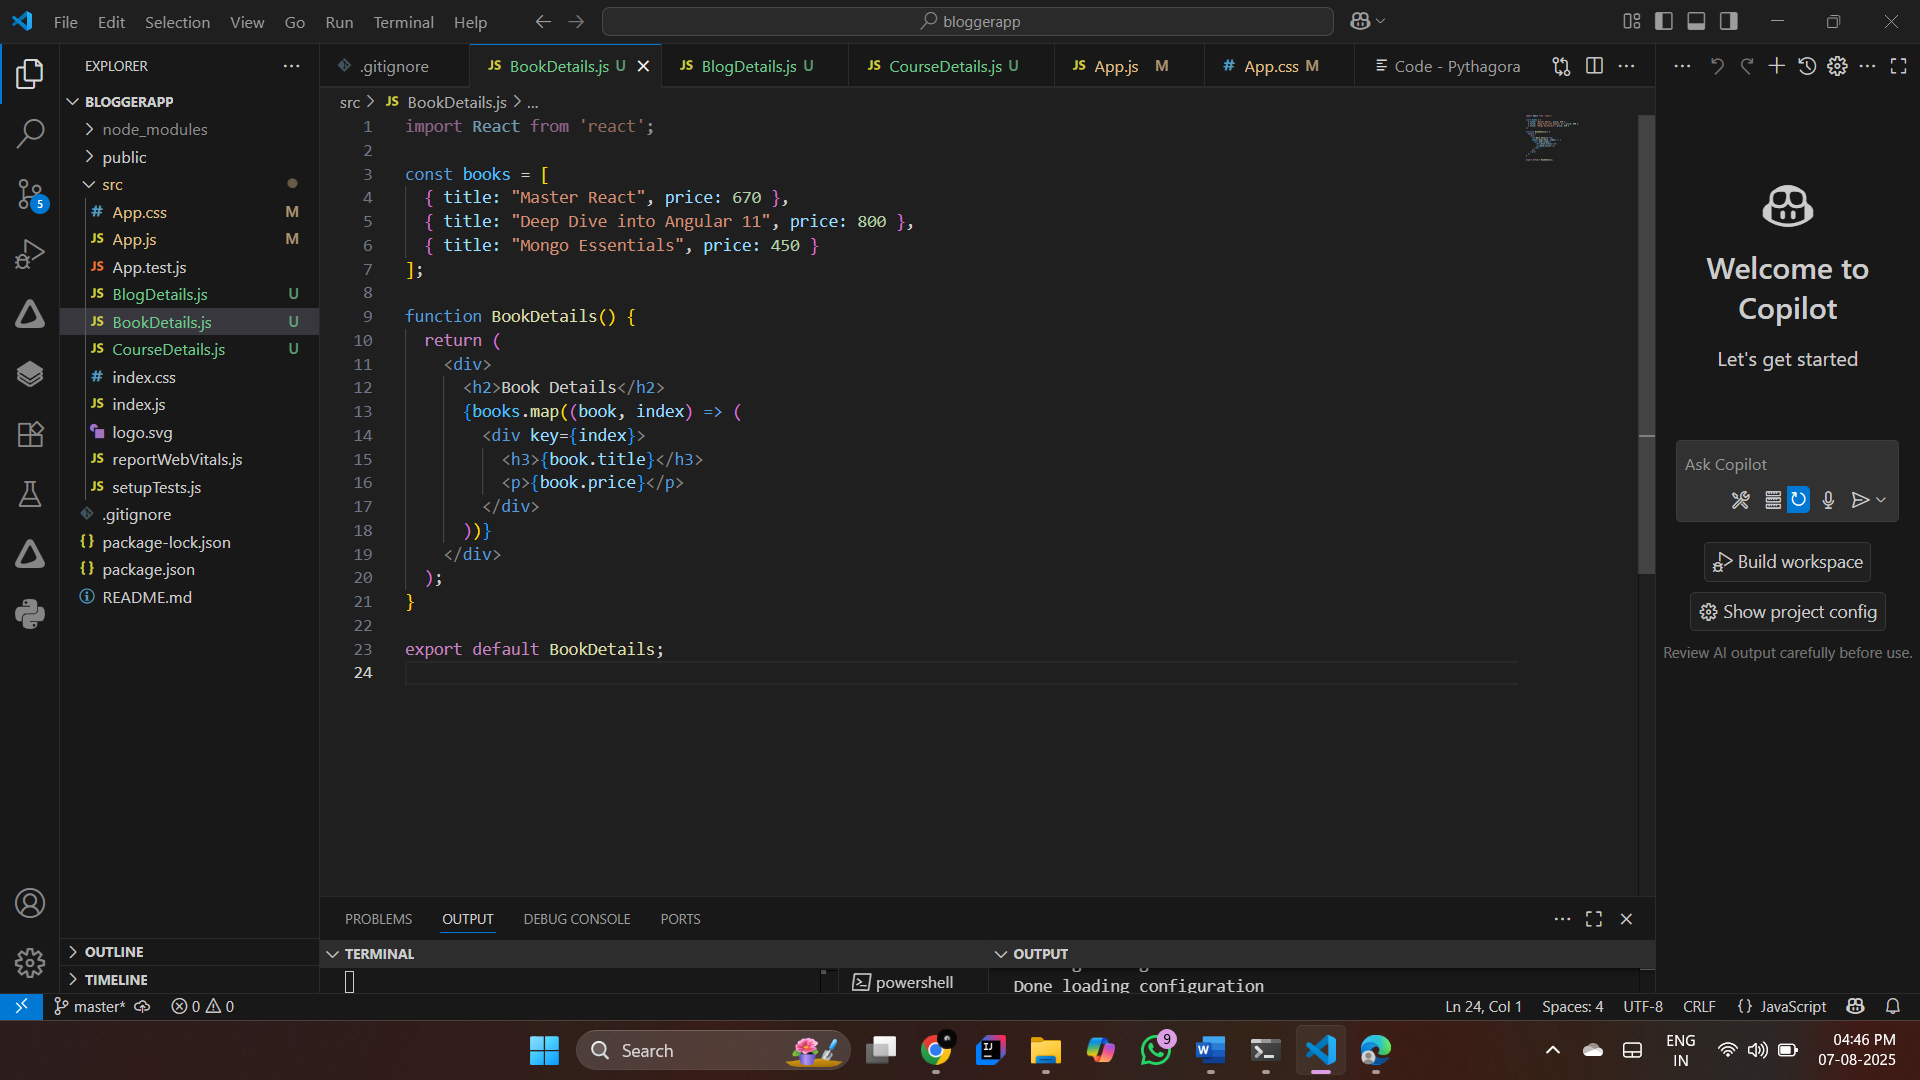 File Edit Selection View Go Run Terminal Help
bloggerapp
EXPLORER
BLOGGERAPP
node_modules
public
src
App.css M
App.js M
App.test.js
BlogDetails.js U
BookDetails.js U
CourseDetails.js U
index.css
index.js
logo.svg
reportWebVitals.js
setupTests.js
.gitignore
package-lock.json
package.json
README.md
OUTLINE
TIMELINE
.gitignore
JS BookDetails.js U
JS BlogDetails.js U
JS CourseDetails.js U
JS App.js M
# App.css M
Code - Pythagora
src > JS BookDetails.js > ...
1 import React from 'react';
2
3 const books = [
4 { title: "Master React", price: 670 },
5 { title: "Deep Dive into Angular 11", price: 800 },
6 { title: "Mongo Essentials", price: 450 }
7 ];
8
9 function BookDetails() {
10 return (
11 <div>
12 <h2>Book Details</h2>
13 {books.map((book, index) => (
14 <div key={index}>
15 <h3>{book.title}</h3>
16 <p>{book.price}</p>
17 </div>
18 ))}
19 </div>
20 );
21 }
22
23 export default BookDetails;
24
PROBLEMS OUTPUT DEBUG CONSOLE PORTS
TERMINAL
powershell
OUTPUT
Done loading configuration
Welcome to
Copilot
Let's get started
Ask Copilot
Build workspace
Show project config
Review AI output carefully before use.
5
master* 0 0
Ln 24, Col 1 Spaces: 4 UTF-8 CRLF {} JavaScript
Search
9
ENG
IN
04:46 PM
07-08-2025